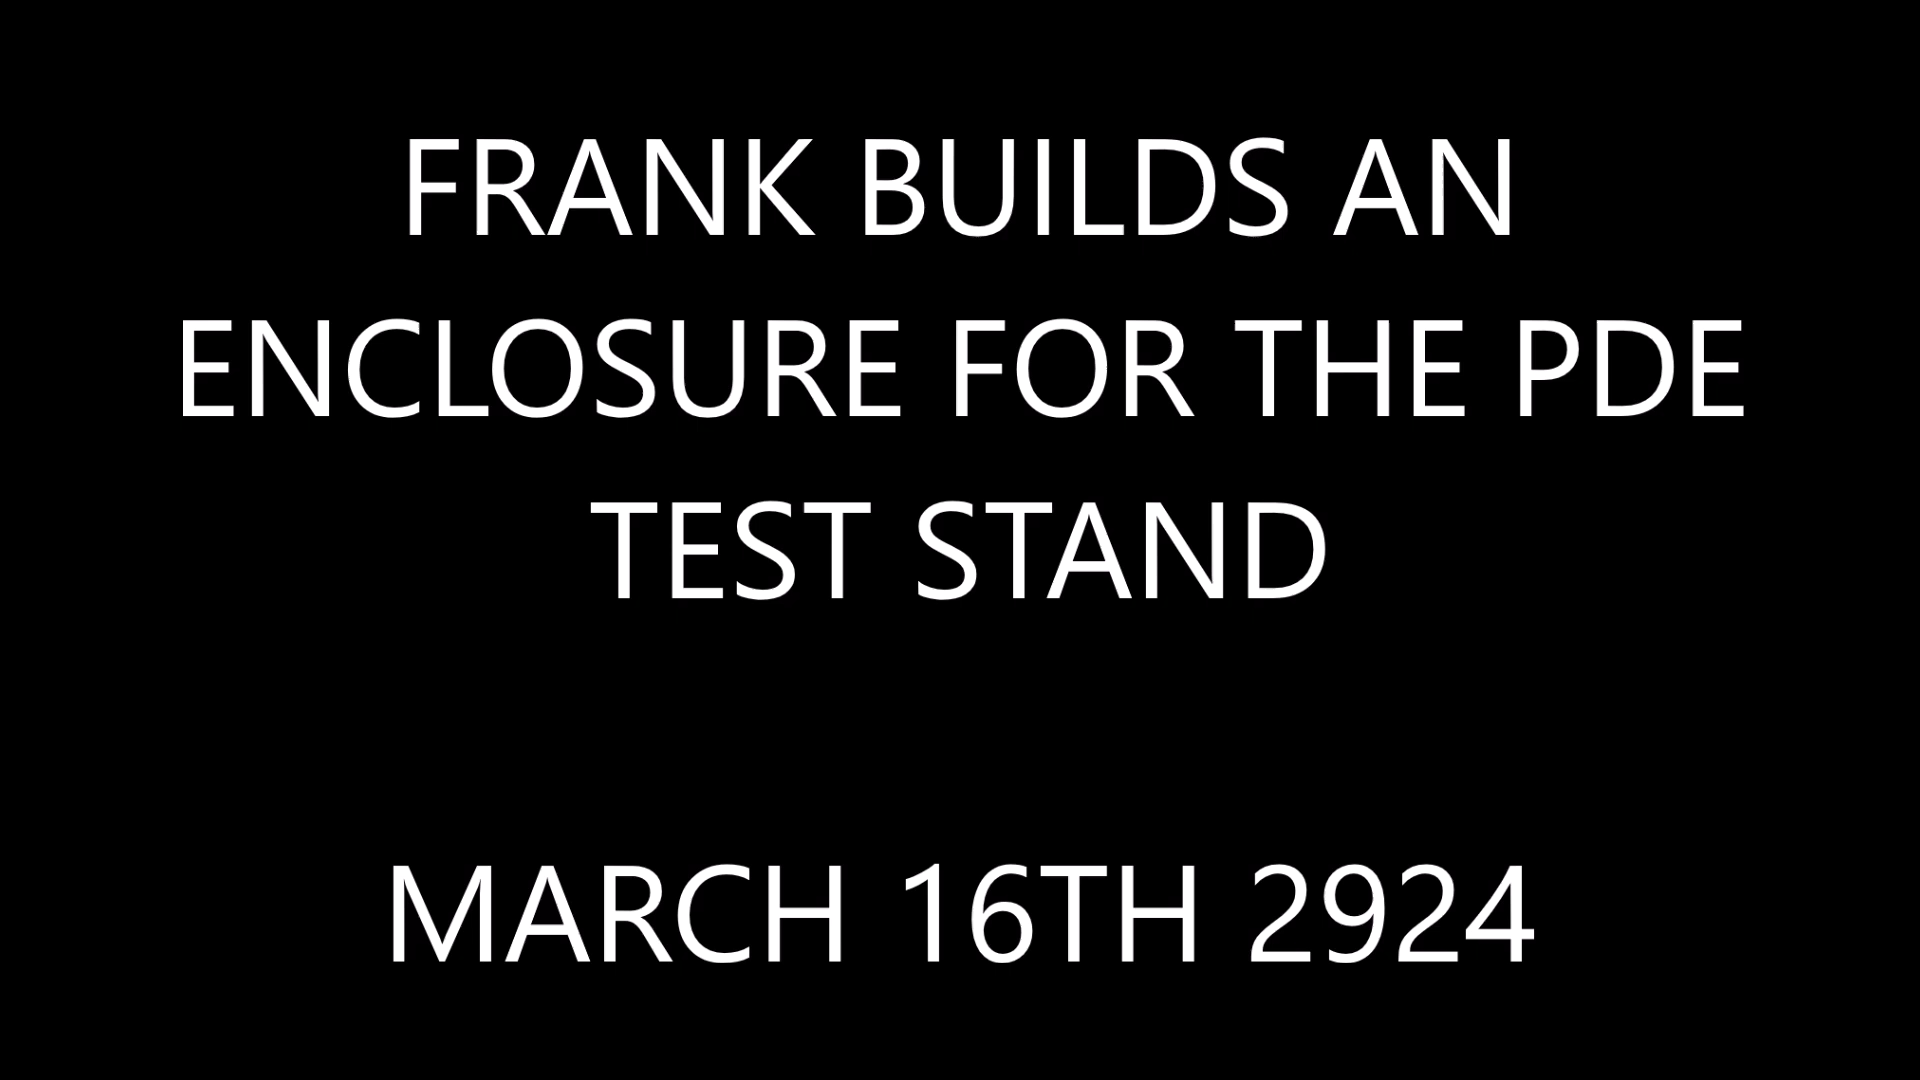 FRANK BUILDS AN
ENCLOSURE FOR THE PDE
TEST STAND
MARCH 16TH 2924